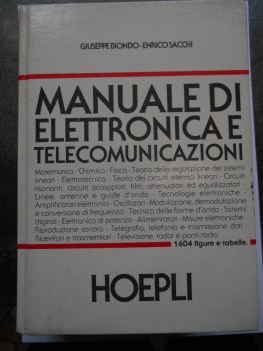 GIUSEPPE BIONDO-ENRICO SACCHI
MANUALE DI
ELETTRONICA E
TELECOMUNICAZIONI
Matematica - Chimica - Fisica - Teoria della regolazione dei sistemi
lineari - Elettrotecnica - Teoria dei circuiti elettrici lineari - Circuiti
risonanti, circuiti accoppiati, filtri, attenuatori ed equalizzatori -
Linee, antenne e guide d'onda - Tecnologie elettroniche -
Amplificatori elettronici - Oscillatori - Modulazione, demodulazione
e conversione di frequenza - Tecnica delle forme d'onda - Sistemi
digitali - Elettronica di potenza - Alimentatori - Misure elettroniche
Riproduzione sonora - Telegrafia, telefonia e trasmissione dati -
Ricevitori e trasmettitori - Televisione, radar e ponti radio.
1604 figure e tabelle.
HOEPLI